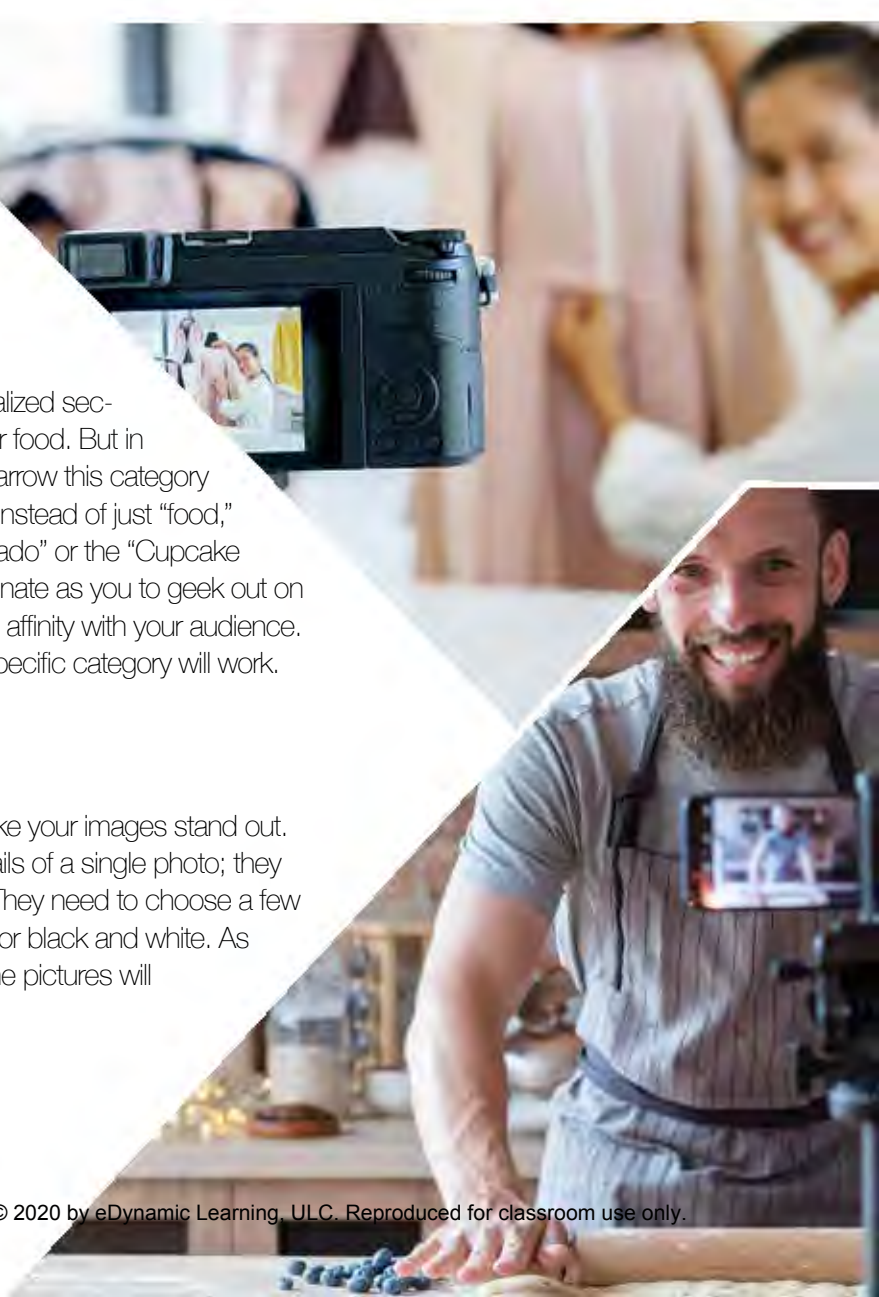 alized sec-
r food. But in
arrow this category
nstead of just “food,”
ado” or the “Cupcake
nate as you to geek out on
affinity with your audience.
pecific category will work.
ke your images stand out.
ails of a single photo; they
They need to choose a few
or black and white. As
ne pictures will
© 2020 by eDynamic Learning, ULC. Reproduced for classroom use only.